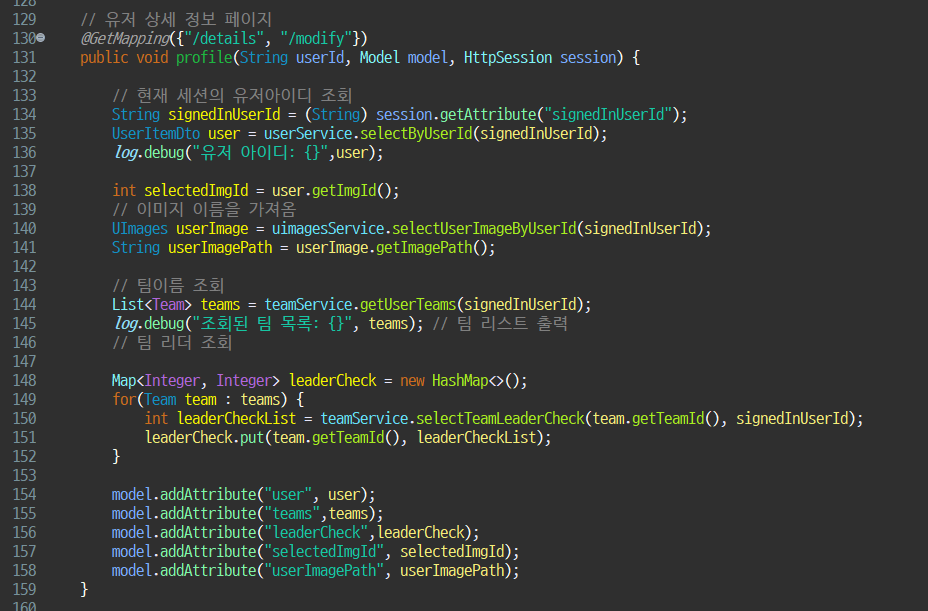 128
129 // 유저 상세 정보 페이지
130 @GetMapping({"/details", "/modify"})
131 public void profile(String userId, Model model, HttpSession session) {
132
133 // 현재 세션의 유저아이디 조회
134 String signedInUserId = (String) session.getAttribute("signedInUserId");
135 UserItemDto user = userService.selectByUserId(signedInUserId);
136 log.debug("유저 아이디: {}",user);
137
138 int selectedImgId = user.getImgId();
139 // 이미지 이름을 가져옴
140 UImages userImage = uimagesService.selectUserImageByUserId(signedInUserId);
141 String userImagePath = userImage.getImagePath();
142
143 // 팀이름 조회
144 List<Team> teams = teamService.getUserTeams(signedInUserId);
145 log.debug("조회된 팀 목록: {}", teams); // 팀 리스트 출력
146 // 팀 리더 조회
147
148 Map<Integer, Integer> leaderCheck = new HashMap<>();
149 for(Team team : teams) {
150 int leaderCheckList = teamService.selectTeamLeaderCheck(team.getTeamId(), signedInUserId);
151 leaderCheck.put(team.getTeamId(), leaderCheckList);
152 }
153
154 model.addAttribute("user", user);
155 model.addAttribute("teams",teams);
156 model.addAttribute("leaderCheck",leaderCheck);
157 model.addAttribute("selectedImgId", selectedImgId);
158 model.addAttribute("userImagePath", userImagePath);
159 }
160